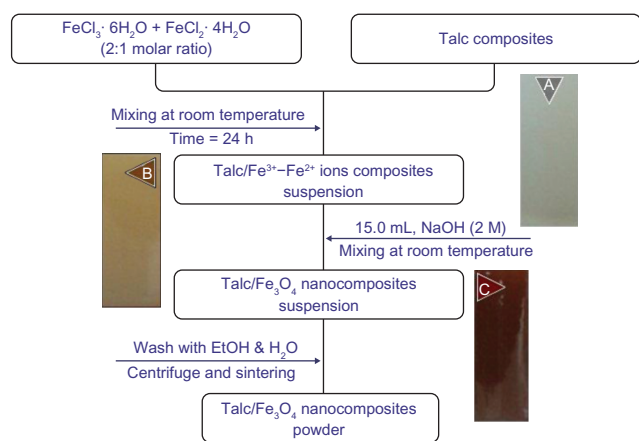 FeCl₃· 6H₂O + FeCl₂· 4H₂O
(2:1 molar ratio)
Talc composites
A
Mixing at room temperature
Time = 24 h
B
Talc/Fe³⁺−Fe²⁺ ions composites
suspension
15.0 mL, NaOH (2 M)
Mixing at room temperature
Talc/Fe₃O₄ nanocomposites
suspension
C
Wash with EtOH & H₂O
Centrifuge and sintering
Talc/Fe₃O₄ nanocomposites
powder